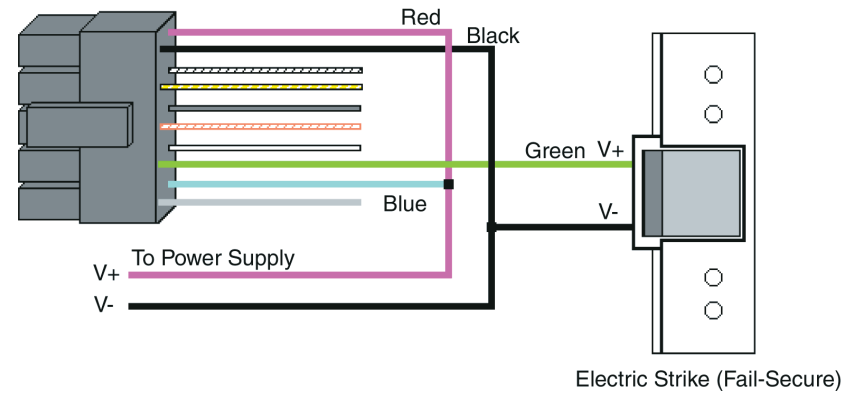 Red
Black
Green V+
V-
Blue
To Power Supply
V+
V-
Electric Strike (Fail-Secure)